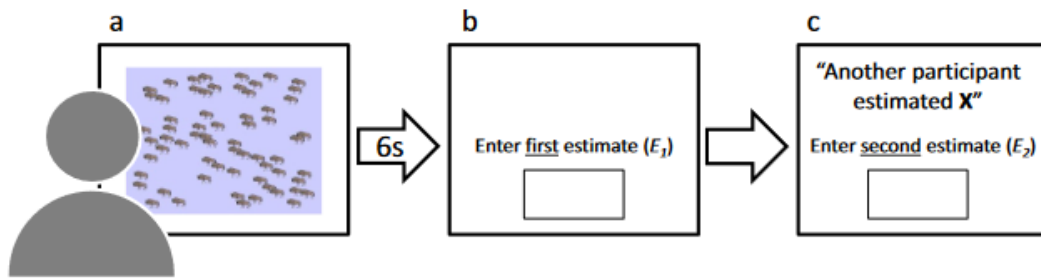 a
6s
b
Enter first estimate (E₁)
c
“Another participant
estimated X”
Enter second estimate (E₂)